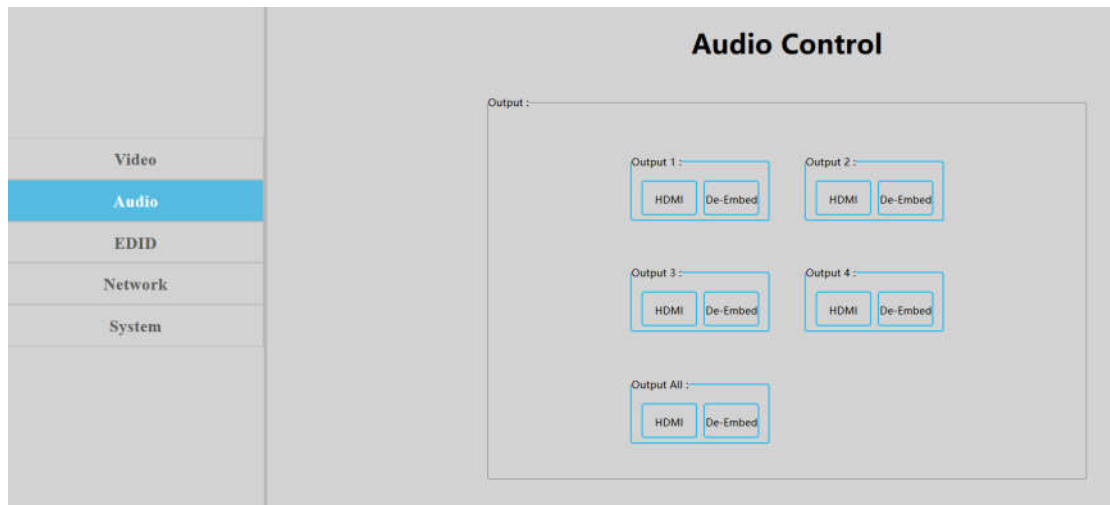 Audio Control
Video
Audio
EDID
Network
System
Output :
Output 1 :
HDMI De-Embed
Output 2 :
HDMI De-Embed
Output 3 :
HDMI De-Embed
Output 4 :
HDMI De-Embed
Output All :
HDMI De-Embed